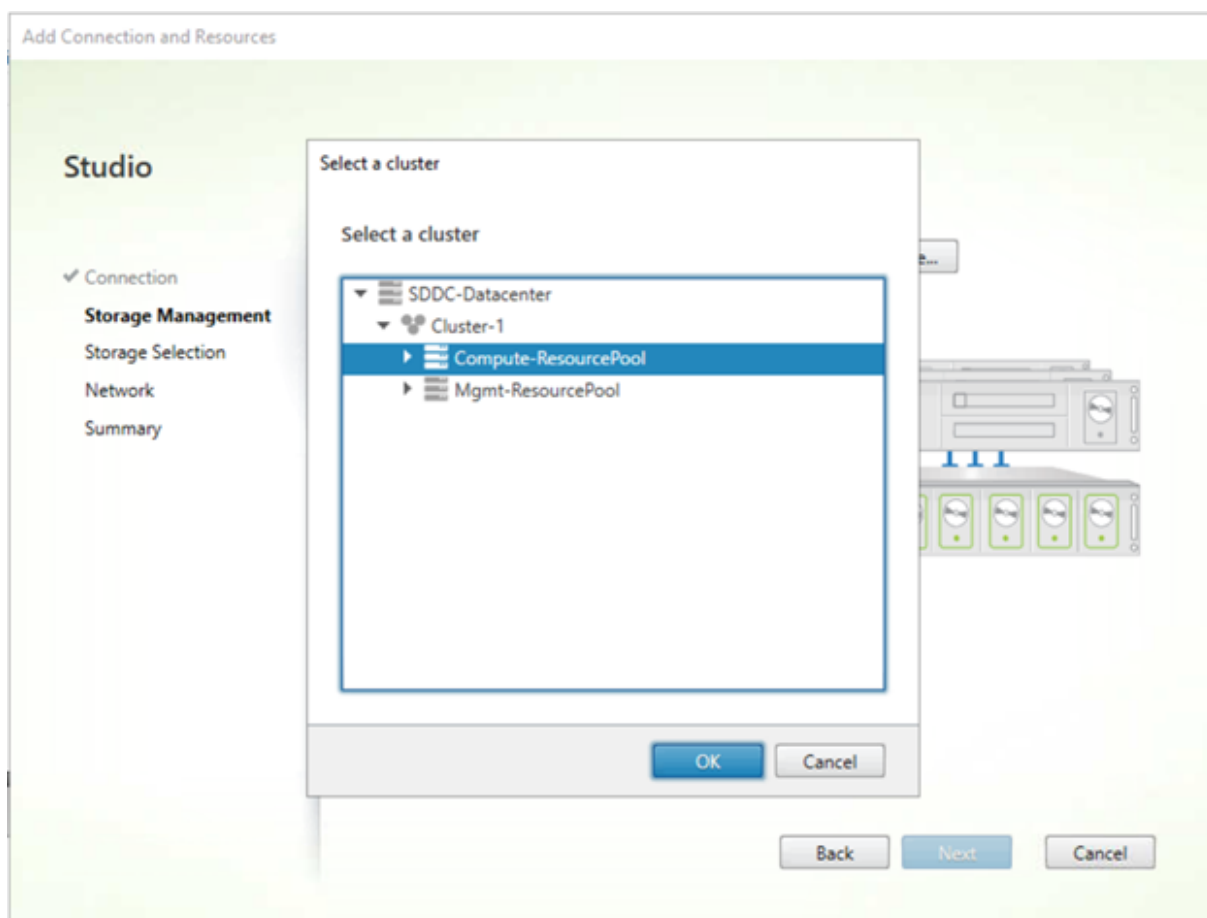 Add Connection and Resources
Studio
Connection
Storage Management
Storage Selection
Network
Summary
Select a cluster
Select a cluster
SDDC-Datacenter
Cluster-1
Compute-ResourcePool
Mgmt-ResourcePool
OK
Cancel
Back
Next
Cancel